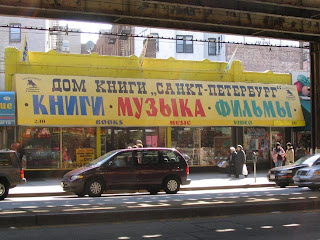 ДОМ КНИГИ „САНКТ-ПЕТЕРБУРГ"
·КНИГИ·МУЗЫКА·ФИЛЬМЫ·
BOOKS MUSIC VIDEO